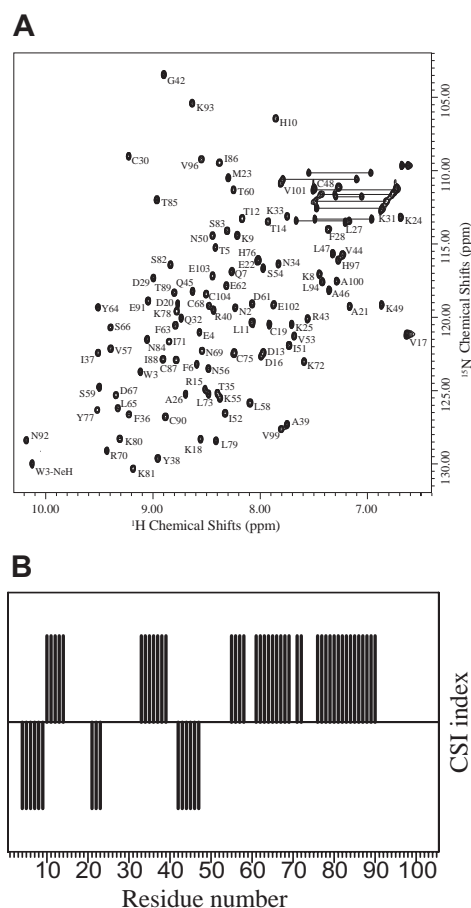 A
G42
K93
105.00
H10
C30
V96
I86
M23
T60
V101
C48
110.00
T85
T12
K33
K31
K24
S83
N50
K9
T14
F28
L27
T5
H76
L47
V44
H97
115.00
S82
E22
S54
N34
E103
Q7
K8
A100
D29
T89
E62
L94
A46
C104
Q45
C68
D61
E102
Y64
E91
D20
K78
N2
R40
A21
K49
S66
F63
Q32
L11
R43
120.00
N84
I71
E4
C19
K25
V53
V17
I37
V57
N69
D13
I51
I88
C87
C75
D16
W3
F6
N56
K72
S59
D67
R15
T35
125.00
L65
A26
L73
K55
L58
Y77
F36
C90
I52
A39
N92
K80
K18
L79
V99
R70
Y38
130.00
W3-NeH
K81
10.00 9.00 8.00 7.00
¹H Chemical Shifts (ppm)
¹⁵N Chemical Shifts (ppm)
B
CSI index
10 20 30 40 50 60 70 80 90 100
Residue number